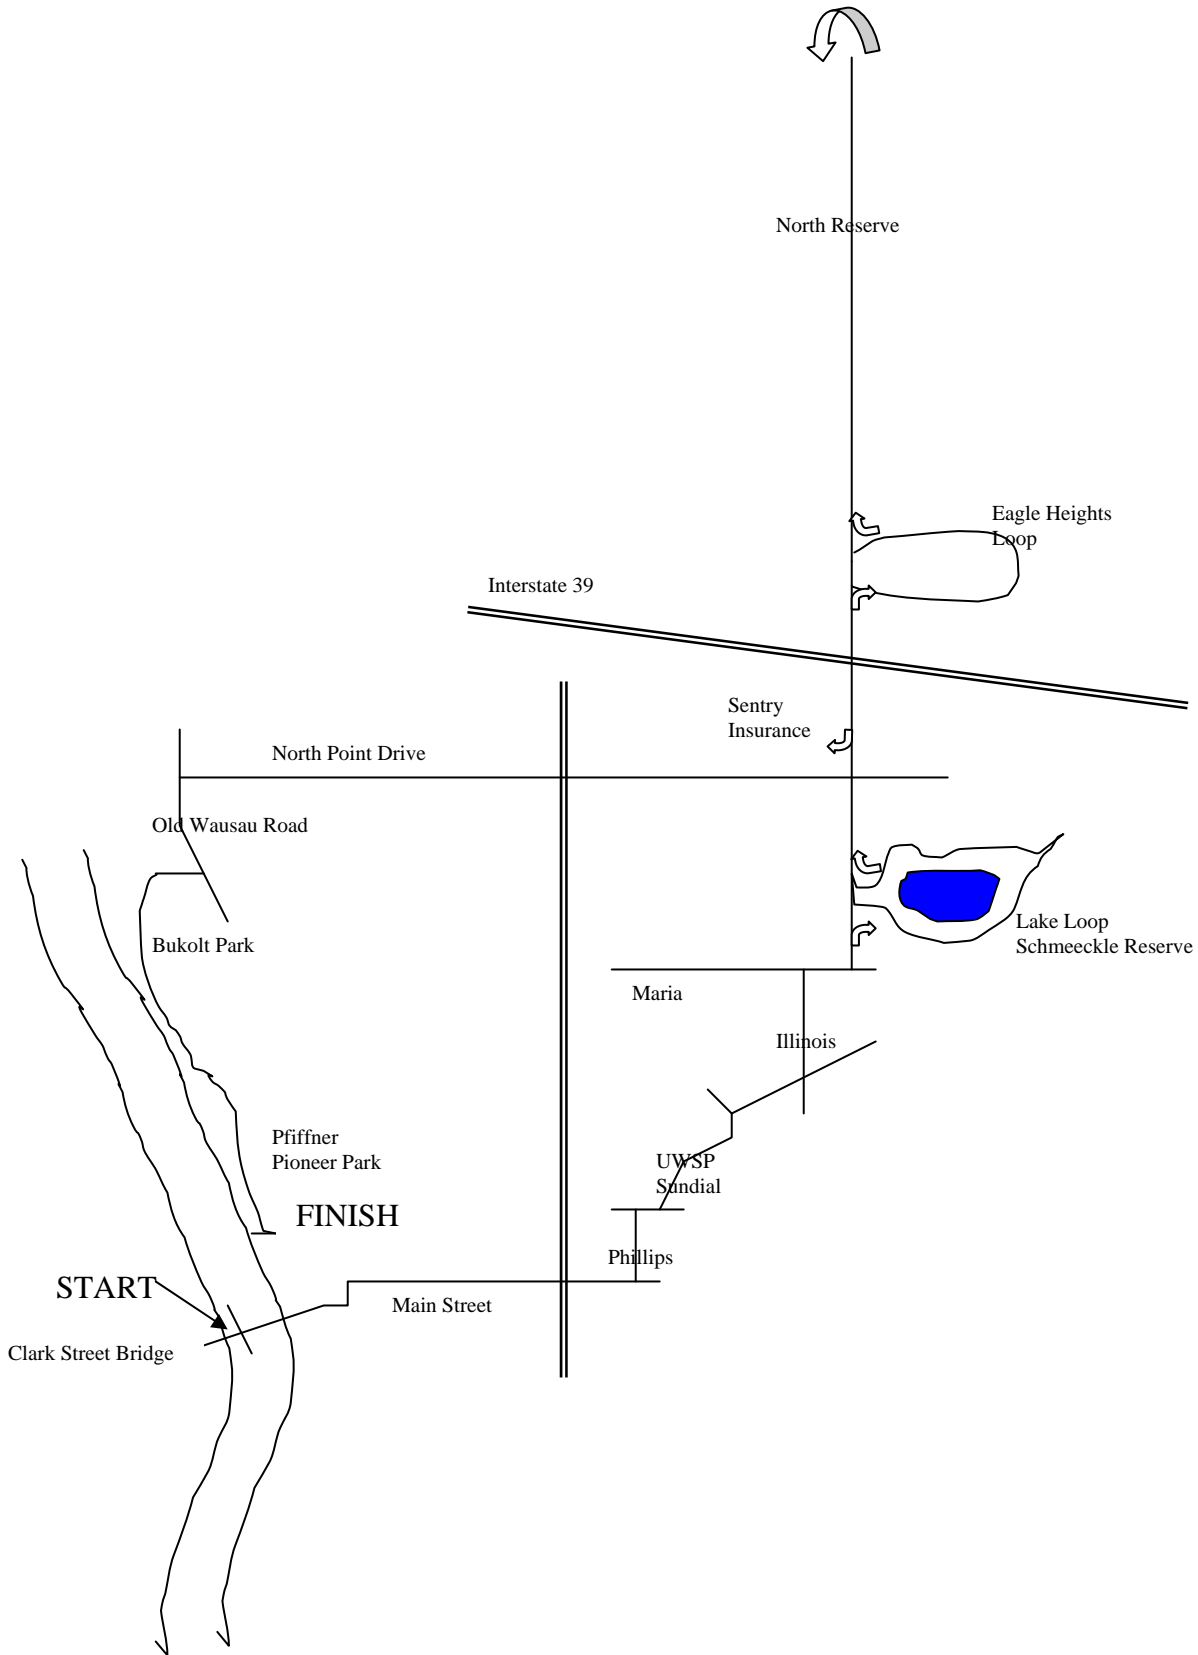 North Reserve
Eagle Heights
Loop
Interstate 39
Sentry
Insurance
North Point Drive
Old Wausau Road
Bukolt Park
Lake Loop
Schmeeckle Reserve
Maria
Illinois
Pfiffner
Pioneer Park
UWSP
Sundial
FINISH
Phillips
START
Main Street
Clark Street Bridge